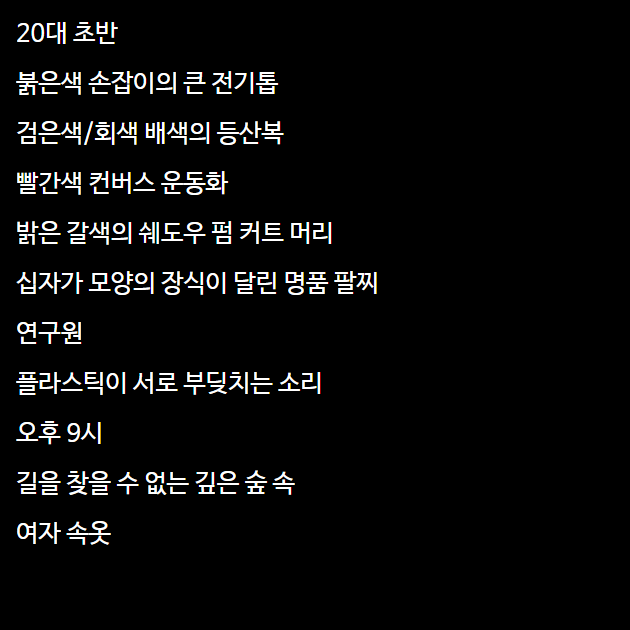 20대 초반
붉은색 손잡이의 큰 전기톱
검은색/회색 배색의 등산복
빨간색 컨버스 운동화
밝은 갈색의 쉐도우 펌 커트 머리
십자가 모양의 장식이 달린 명품 팔찌
연구원
플라스틱이 서로 부딪치는 소리
오후 9시
길을 찾을 수 없는 깊은 숲 속
여자 속옷